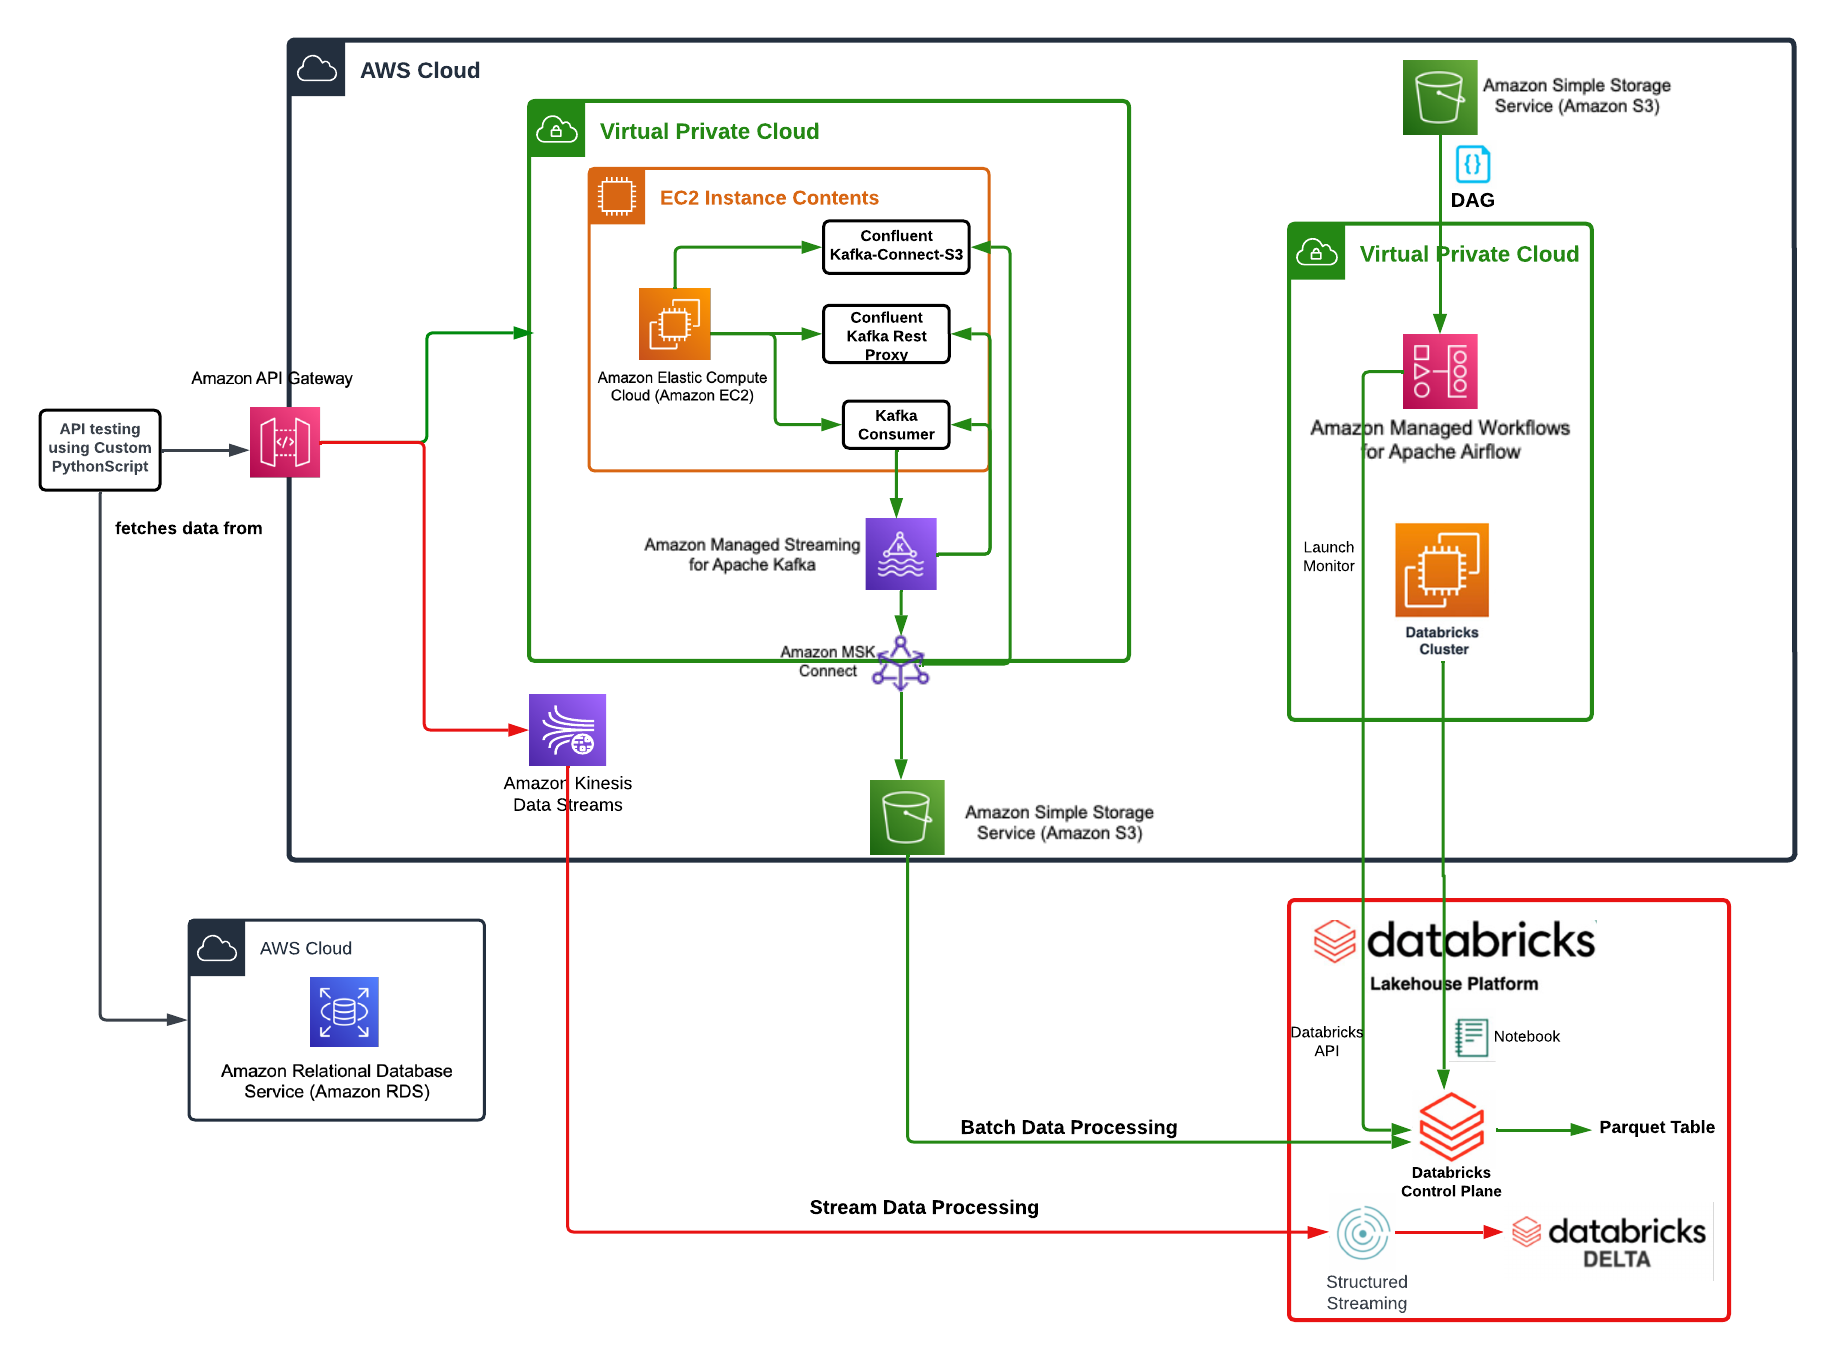 AWS Cloud
Amazon Simple Storage
Service (Amazon S3)
Virtual Private Cloud
DAG
EC2 Instance Contents
Confluent
Kafka-Connect-S3
Virtual Private Cloud
Confluent
Kafka Rest
Proxy
Amazon Elastic Compute
Cloud (Amazon EC2)
Kafka
Consumer
Amazon API Gateway
API testing
using Custom
PythonScript
Amazon Managed Workflows
for Apache Airflow
fetches data from
Amazon Managed Streaming
for Apache Kafka
K
Launch
Monitor
Databricks
Cluster
Amazon MSK
Connect
Amazon Kinesis
Data Streams
Amazon Simple Storage
Service (Amazon S3)
AWS Cloud
Amazon Relational Database
Service (Amazon RDS)
databricks
Lakehouse Platform
Databricks
API
Notebook
Batch Data Processing
Parquet Table
Databricks
Control Plane
Stream Data Processing
databricks
DELTA
Structured
Streaming